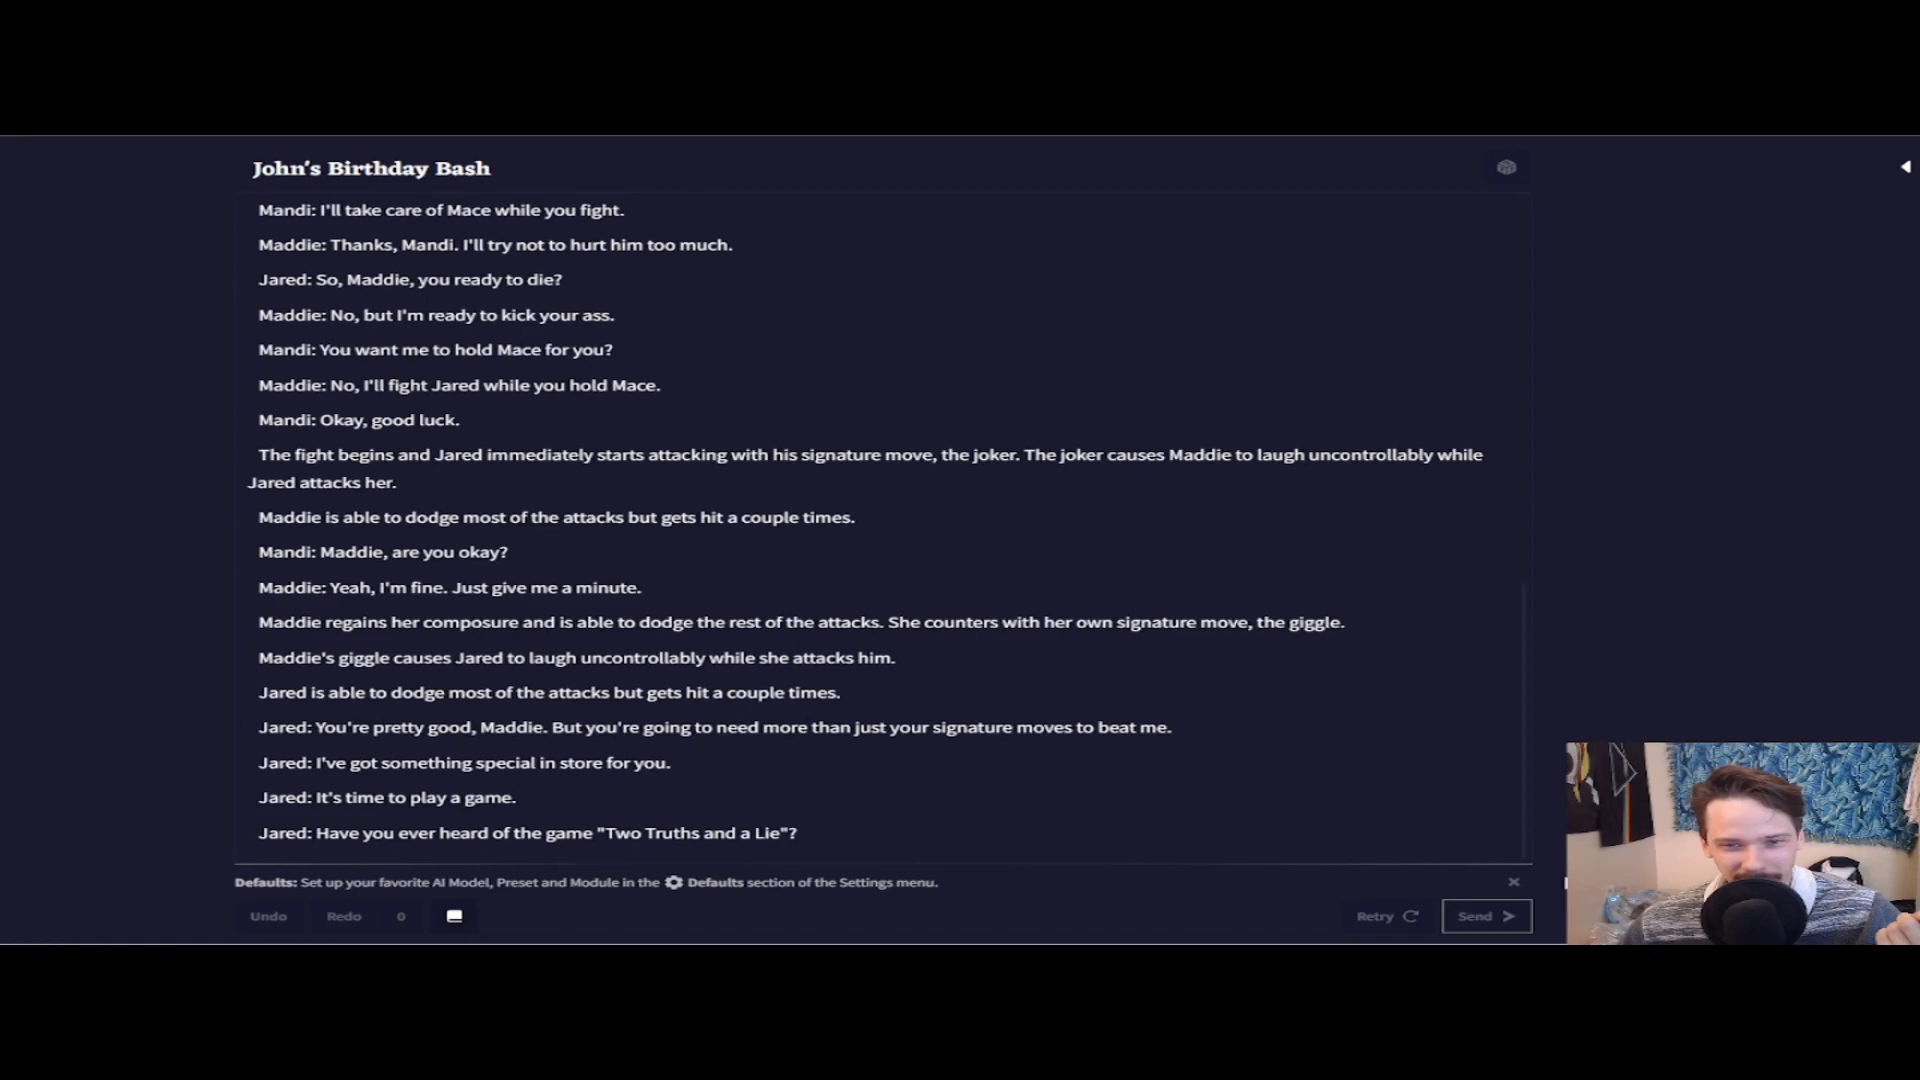 John's Birthday Bash
Mandi: I'll take care of Mace while you fight.
Maddie: Thanks, Mandi. I'll try not to hurt him too much.
Jared: So, Maddie, you ready to die?
Maddie: No, but I'm ready to kick your ass.
Mandi: You want me to hold Mace for you?
Maddie: No, I'll fight Jared while you hold Mace.
Mandi: Okay, good luck.
The fight begins and Jared immediately starts attacking with his signature move, the joker. The joker causes Maddie to laugh uncontrollably while
Jared attacks her.
Maddie is able to dodge most of the attacks but gets hit a couple times.
Mandi: Maddie, are you okay?
Maddie: Yeah, I'm fine. Just give me a minute.
Maddie regains her composure and is able to dodge the rest of the attacks. She counters with her own signature move, the giggle.
Maddie's giggle causes Jared to laugh uncontrollably while she attacks him.
Jared is able to dodge most of the attacks but gets hit a couple times.
Jared: You're pretty good, Maddie. But you're going to need more than just your signature moves to beat me.
Jared: I've got something special in store for you.
Jared: It's time to play a game.
Jared: Have you ever heard of the game "Two Truths and a Lie"?
Defaults: Set up your favorite AI Model, Preset and Module in the Defaults section of the Settings menu.
Undo Redo 0 Retry Send